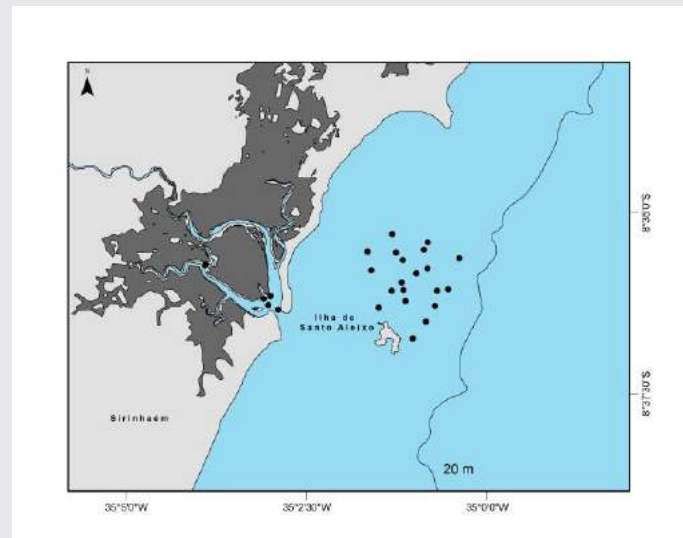 N
8°35'0"S
Ilha de
Santo Aleixo
8°37'30"S
Sirinhaém
20 m
35°5'0"W
35°2'30"W
35°0'0"W